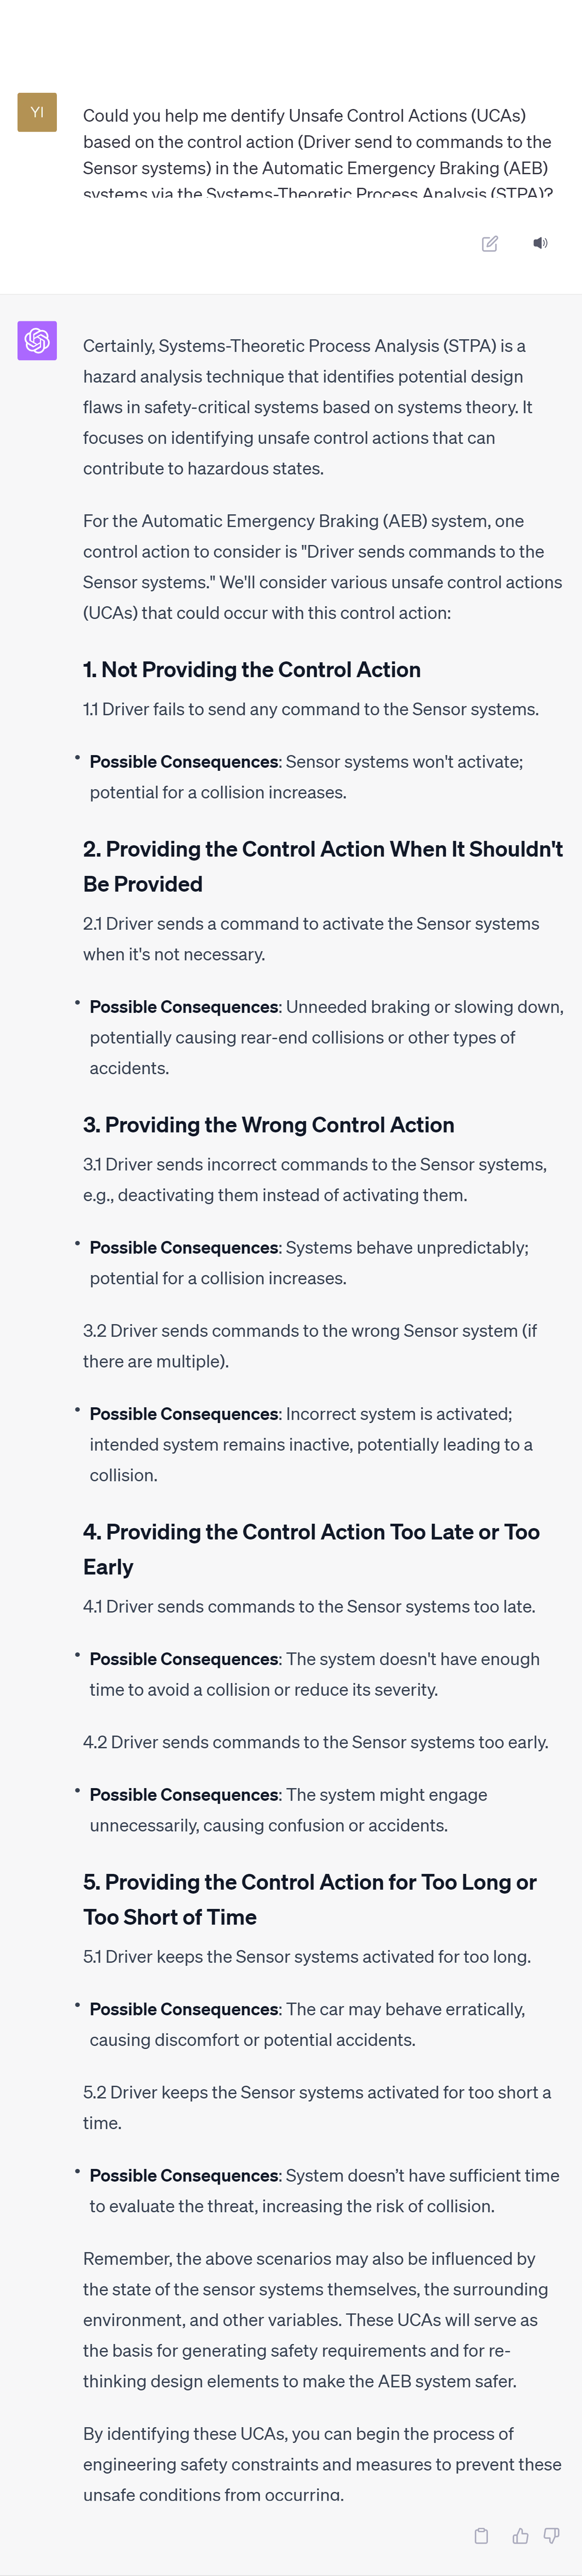 YI
Could you help me dentify Unsafe Control Actions (UCAs)
based on the control action (Driver send to commands to the
Sensor systems) in the Automatic Emergency Braking (AEB)
systems via the Systems-Theoretic Process Analysis (STPA)?
Certainly, Systems-Theoretic Process Analysis (STPA) is a
hazard analysis technique that identifies potential design
flaws in safety-critical systems based on systems theory. It
focuses on identifying unsafe control actions that can
contribute to hazardous states.
For the Automatic Emergency Braking (AEB) system, one
control action to consider is "Driver sends commands to the
Sensor systems." We'll consider various unsafe control actions
(UCAs) that could occur with this control action:
1. Not Providing the Control Action
1.1 Driver fails to send any command to the Sensor systems.
• Possible Consequences: Sensor systems won't activate;
potential for a collision increases.
2. Providing the Control Action When It Shouldn't
Be Provided
2.1 Driver sends a command to activate the Sensor systems
when it's not necessary.
• Possible Consequences: Unneeded braking or slowing down,
potentially causing rear-end collisions or other types of
accidents.
3. Providing the Wrong Control Action
3.1 Driver sends incorrect commands to the Sensor systems,
e.g., deactivating them instead of activating them.
• Possible Consequences: Systems behave unpredictably;
potential for a collision increases.
3.2 Driver sends commands to the wrong Sensor system (if
there are multiple).
• Possible Consequences: Incorrect system is activated;
intended system remains inactive, potentially leading to a
collision.
4. Providing the Control Action Too Late or Too
Early
4.1 Driver sends commands to the Sensor systems too late.
• Possible Consequences: The system doesn't have enough
time to avoid a collision or reduce its severity.
4.2 Driver sends commands to the Sensor systems too early.
• Possible Consequences: The system might engage
unnecessarily, causing confusion or accidents.
5. Providing the Control Action for Too Long or
Too Short of Time
5.1 Driver keeps the Sensor systems activated for too long.
• Possible Consequences: The car may behave erratically,
causing discomfort or potential accidents.
5.2 Driver keeps the Sensor systems activated for too short a
time.
• Possible Consequences: System doesn’t have sufficient time
to evaluate the threat, increasing the risk of collision.
Remember, the above scenarios may also be influenced by
the state of the sensor systems themselves, the surrounding
environment, and other variables. These UCAs will serve as
the basis for generating safety requirements and for re-
thinking design elements to make the AEB system safer.
By identifying these UCAs, you can begin the process of
engineering safety constraints and measures to prevent these
unsafe conditions from occurring.